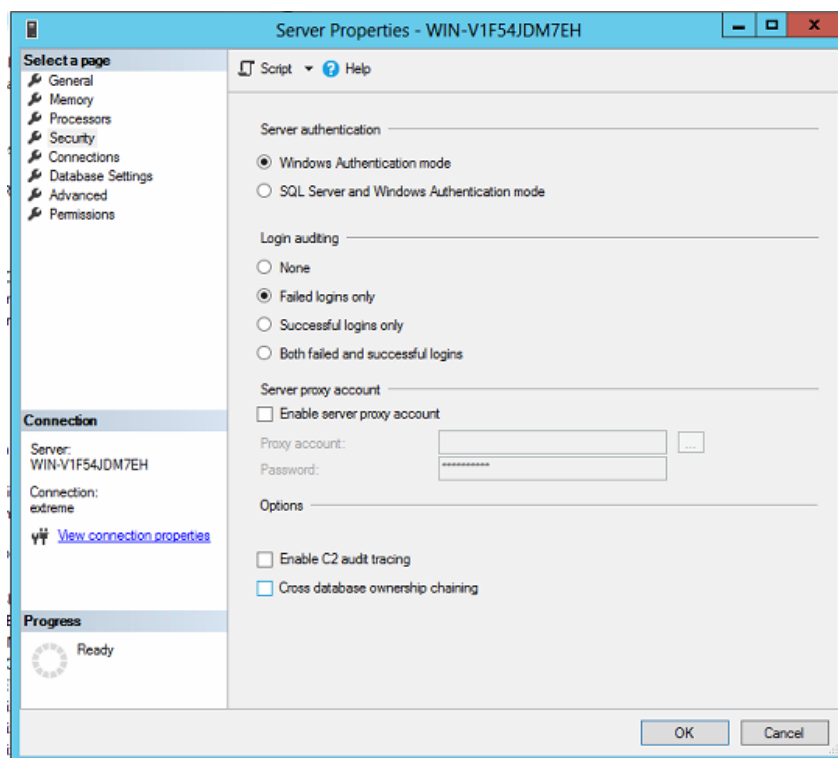 Server Properties - WIN-V1F54JDM7EH
X
Select a page
General
Memory
Processors
Security
Connections
Database Settings
Advanced
Permissions
Connection
Server:
WIN-V1F54JDM7EH
Connection:
extreme
View connection properties
Progress
Ready
Script Help
Server authentication
Windows Authentication mode
SQL Server and Windows Authentication mode
Login auditing
None
Failed logins only
Successful logins only
Both failed and successful logins
Server proxy account
Enable server proxy account
Proxy account:
...
Password: **********
Options
Enable C2 audit tracing
Cross database ownership chaining
OK Cancel